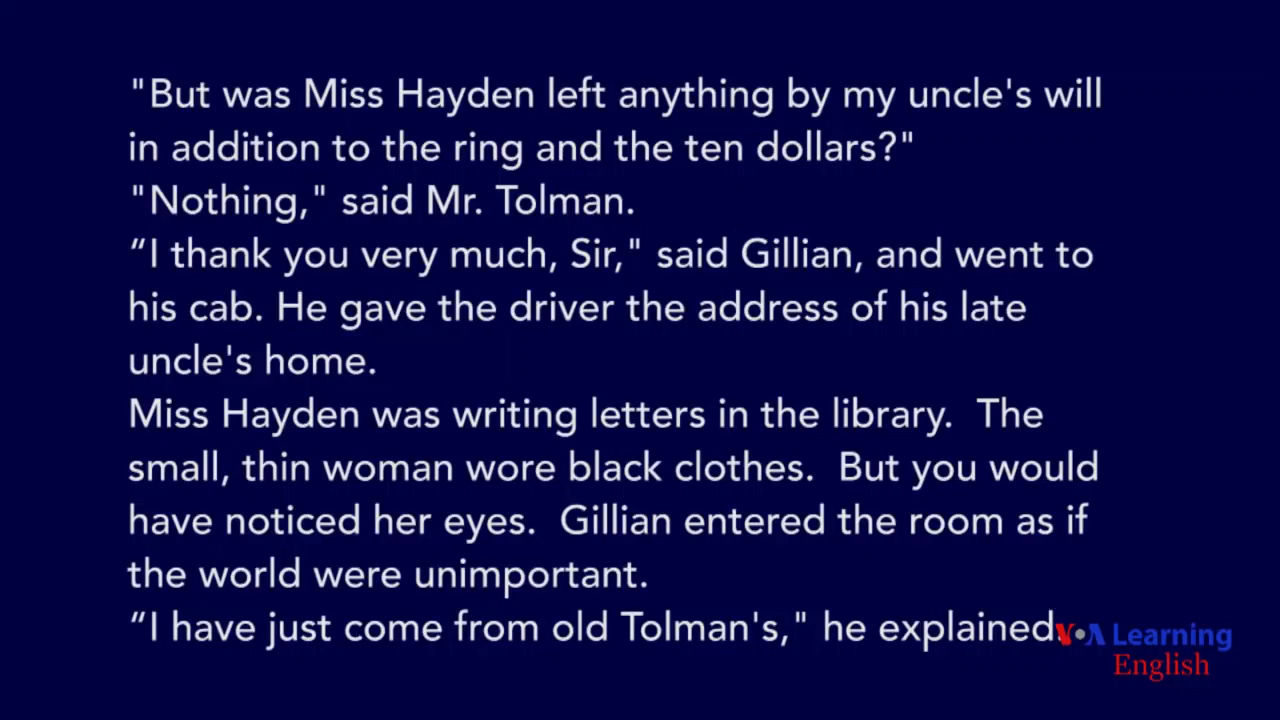 "But was Miss Hayden left anything by my uncle's will
in addition to the ring and the ten dollars?"
"Nothing," said Mr. Tolman.
“I thank you very much, Sir," said Gillian, and went to
his cab. He gave the driver the address of his late
uncle's home.
Miss Hayden was writing letters in the library.  The
small, thin woman wore black clothes.  But you would
have noticed her eyes.  Gillian entered the room as if
the world were unimportant.
“I have just come from old Tolman's," he explained.
VOA Learning
English